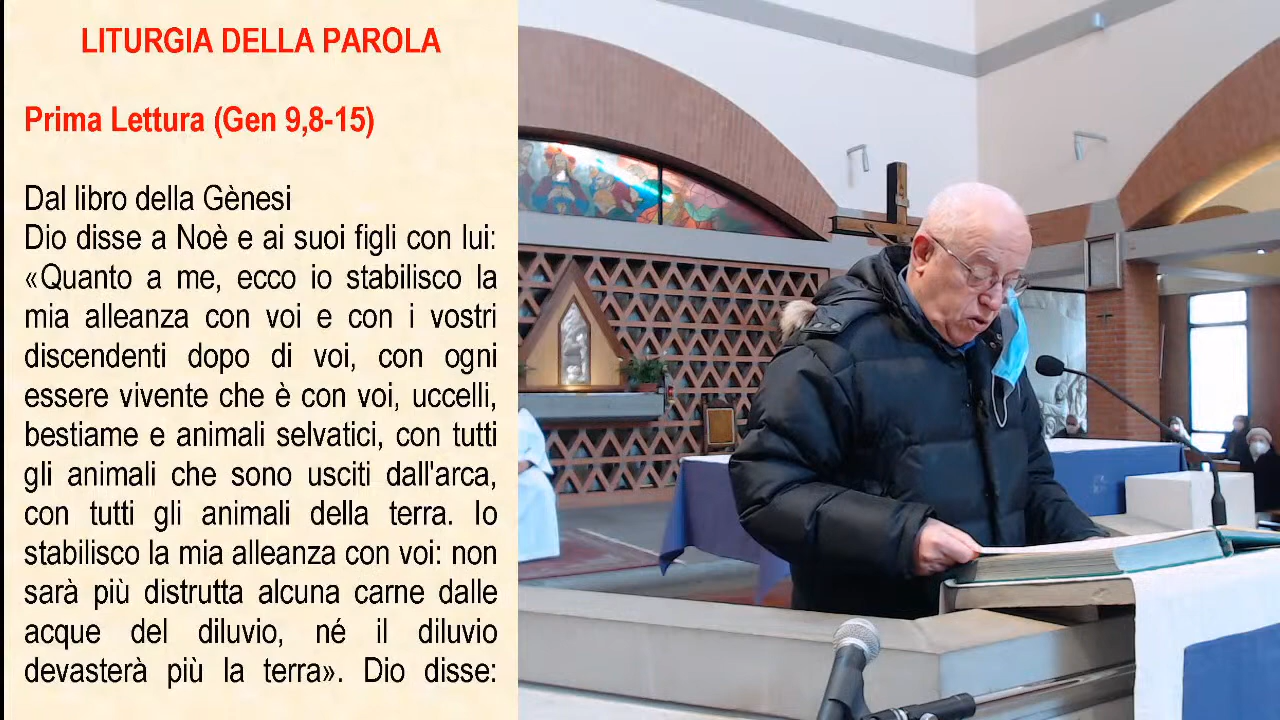 LITURGIA DELLA PAROLA
Prima Lettura (Gen 9,8-15)
Dal libro della Gènesi
Dio disse a Noè e ai suoi figli con lui:
«Quanto a me, ecco io stabilisco la
mia alleanza con voi e con i vostri
discendenti dopo di voi, con ogni
essere vivente che è con voi, uccelli,
bestiame e animali selvatici, con tutti
gli animali che sono usciti dall'arca,
con tutti gli animali della terra. Io
stabilisco la mia alleanza con voi: non
sarà più distrutta alcuna carne dalle
acque del diluvio, né il diluvio
devasterà più la terra». Dio disse: